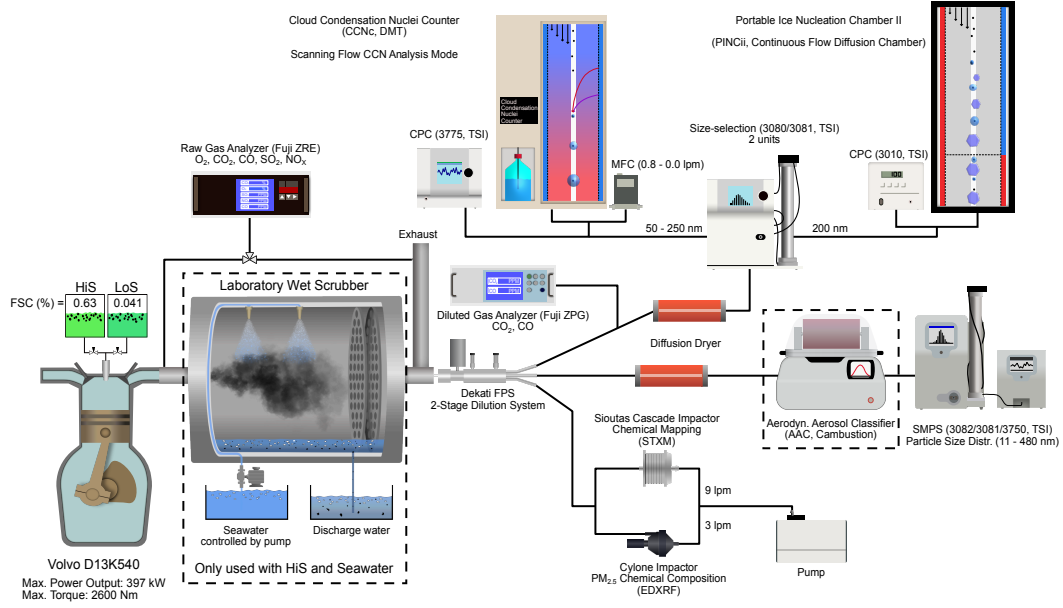 Cloud Condensation Nuclei Counter
(CCNc, DMT)
Scanning Flow CCN Analysis Mode
Portable Ice Nucleation Chamber II
(PINCii, Continuous Flow Diffusion Chamber)
Cloud
Condensation
Nuclei
Counter
CPC (3775, TSI)
MFC (0.8 - 0.0 lpm)
Size-selection (3080/3081, TSI)
2 units
CPC (3010, TSI)
Raw Gas Analyzer (Fuji ZRE)
O₂, CO₂, CO, SO₂, NOₓ
50 - 250 nm
200 nm
Exhaust
HiS
LoS
FSC (%) =
0.63
0.041
Laboratory Wet Scrubber
Diluted Gas Analyzer (Fuji ZPG)
CO₂, CO
Diffusion Dryer
Dekati FPS
2-Stage Dilution System
Sioutas Cascade Impactor
Chemical Mapping
(STXM)
Aerodyn. Aerosol Classifier
(AAC, Cambustion)
SMPS (3082/3081/3750, TSI)
Particle Size Distr. (11 - 480 nm)
9 lpm
3 lpm
Seawater
controlled by pump
Discharge water
Only used with HiS and Seawater
Cylone Impactor
PM₂.₅ Chemical Composition
(EDXRF)
Pump
Volvo D13K540
Max. Power Output: 397 kW
Max. Torque: 2600 Nm